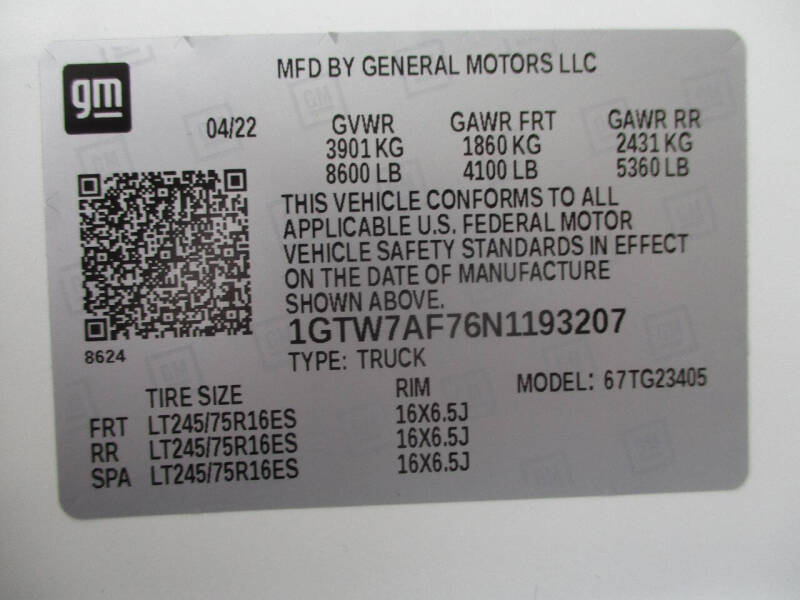 gm
MFD BY GENERAL MOTORS LLC
04/22 GVWR GAWR FRT GAWR RR
3901 KG 1860 KG 2431 KG
8600 LB 4100 LB 5360 LB
THIS VEHICLE CONFORMS TO ALL
APPLICABLE U.S. FEDERAL MOTOR
VEHICLE SAFETY STANDARDS IN EFFECT
ON THE DATE OF MANUFACTURE
SHOWN ABOVE.
1GTW7AF76N1193207
8624
TYPE: TRUCK
TIRE SIZE RIM MODEL: 67TG23405
FRT LT245/75R16ES 16X6.5J
RR LT245/75R16ES 16X6.5J
SPA LT245/75R16ES 16X6.5J